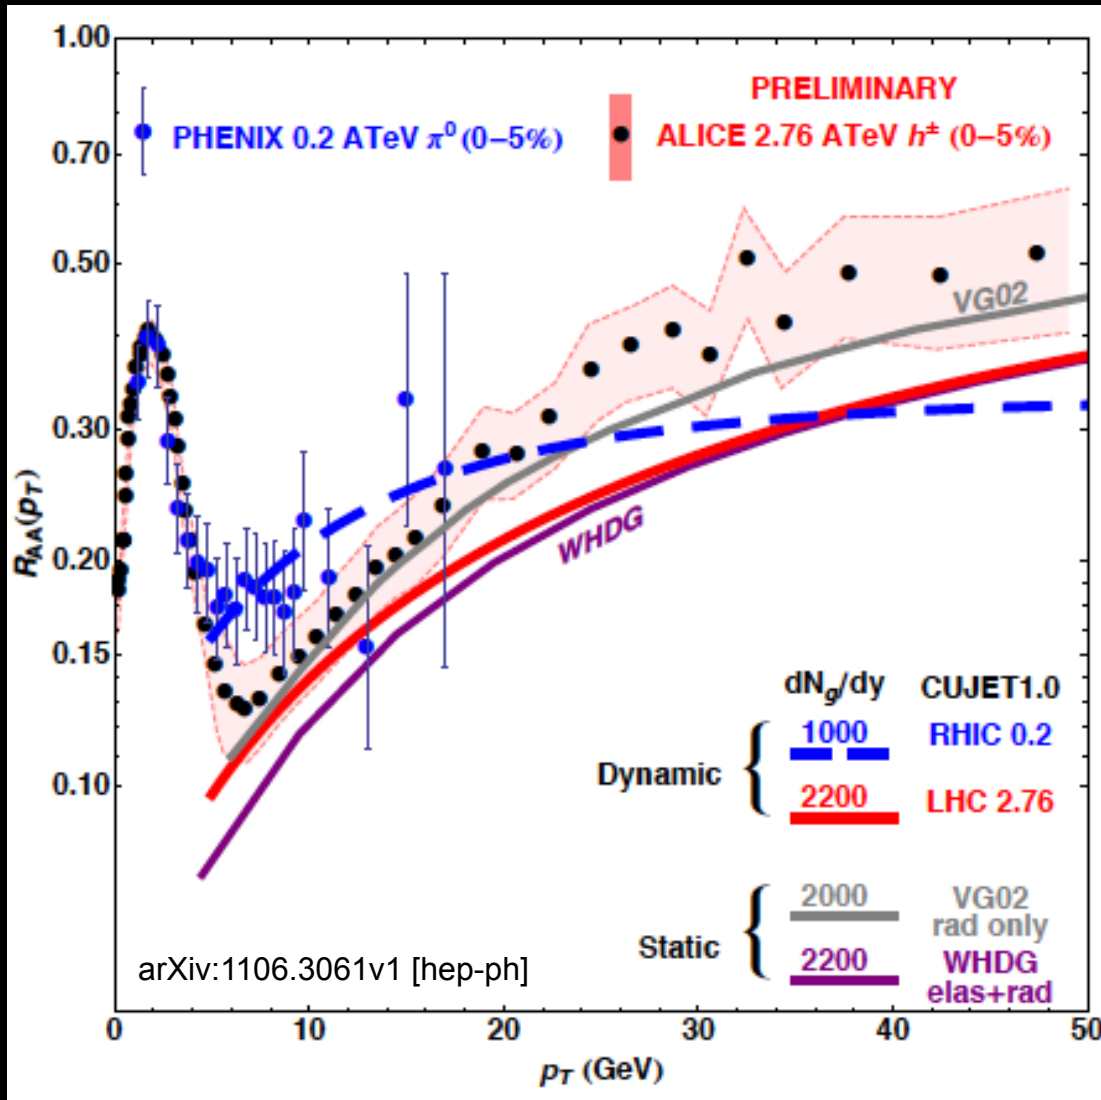 PRELIMINARY
PHENIX 0.2 ATeV π⁰ (0–5%)
ALICE 2.76 ATeV h± (0–5%)
1.00
0.70
0.50
0.30
0.20
0.15
0.10
R_AA(p_T)
VG02
WHDG
dN_g/dy CUJET1.0
Dynamic
1000 RHIC 0.2
2200 LHC 2.76
Static
2000 VG02
rad only
2200 WHDG
elas+rad
arXiv:1106.3061v1 [hep-ph]
0 10 20 30 40 50
p_T (GeV)